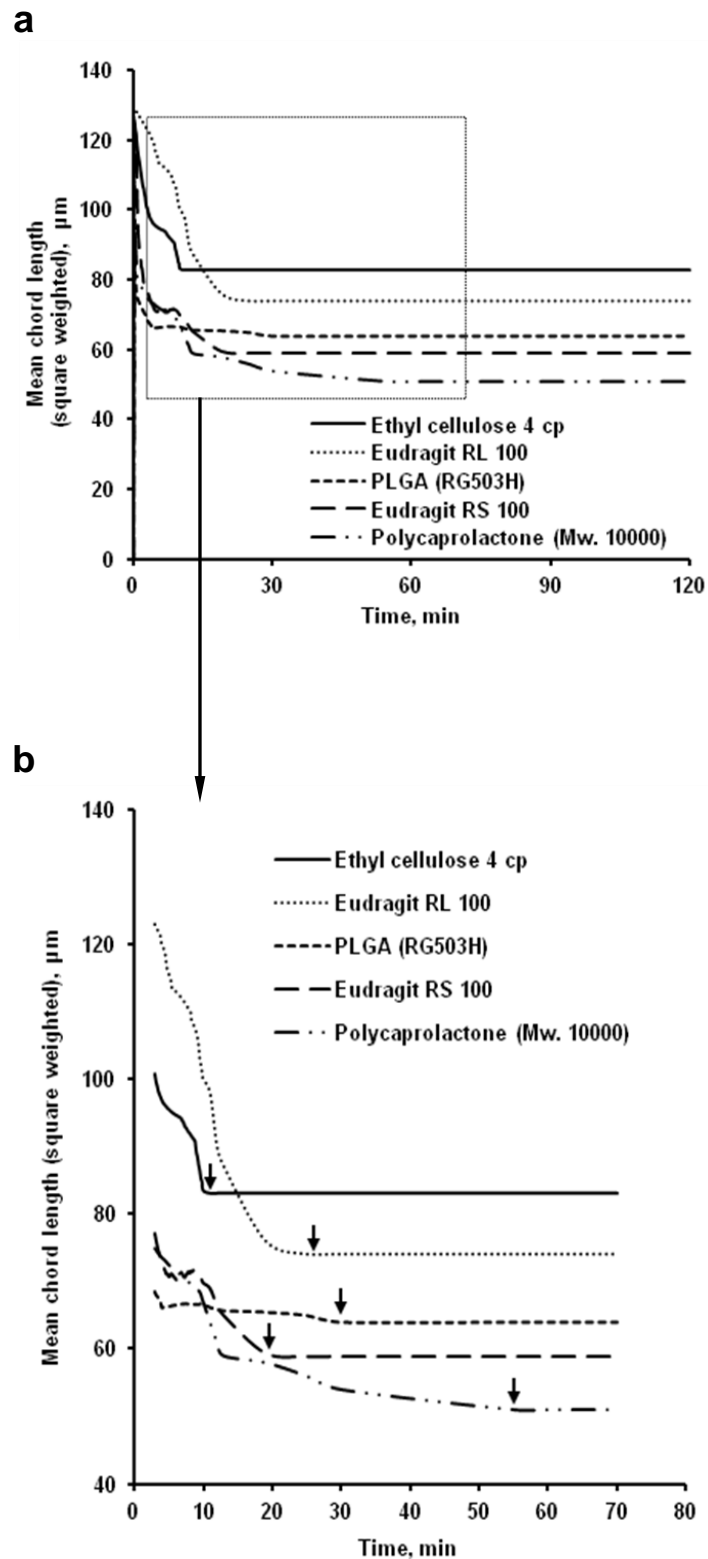 a
140
120
100
80
60
40
20
0
Mean chord length
(square weighted), µm
Ethyl cellulose 4 cp
Eudragit RL 100
PLGA (RG503H)
Eudragit RS 100
Polycaprolactone (Mw. 10000)
0 30 60 90 120
Time, min
b
140
120
100
80
60
40
Mean chord length (square weighted), µm
Ethyl cellulose 4 cp
Eudragit RL 100
PLGA (RG503H)
Eudragit RS 100
Polycaprolactone (Mw. 10000)
0 10 20 30 40 50 60 70 80
Time, min